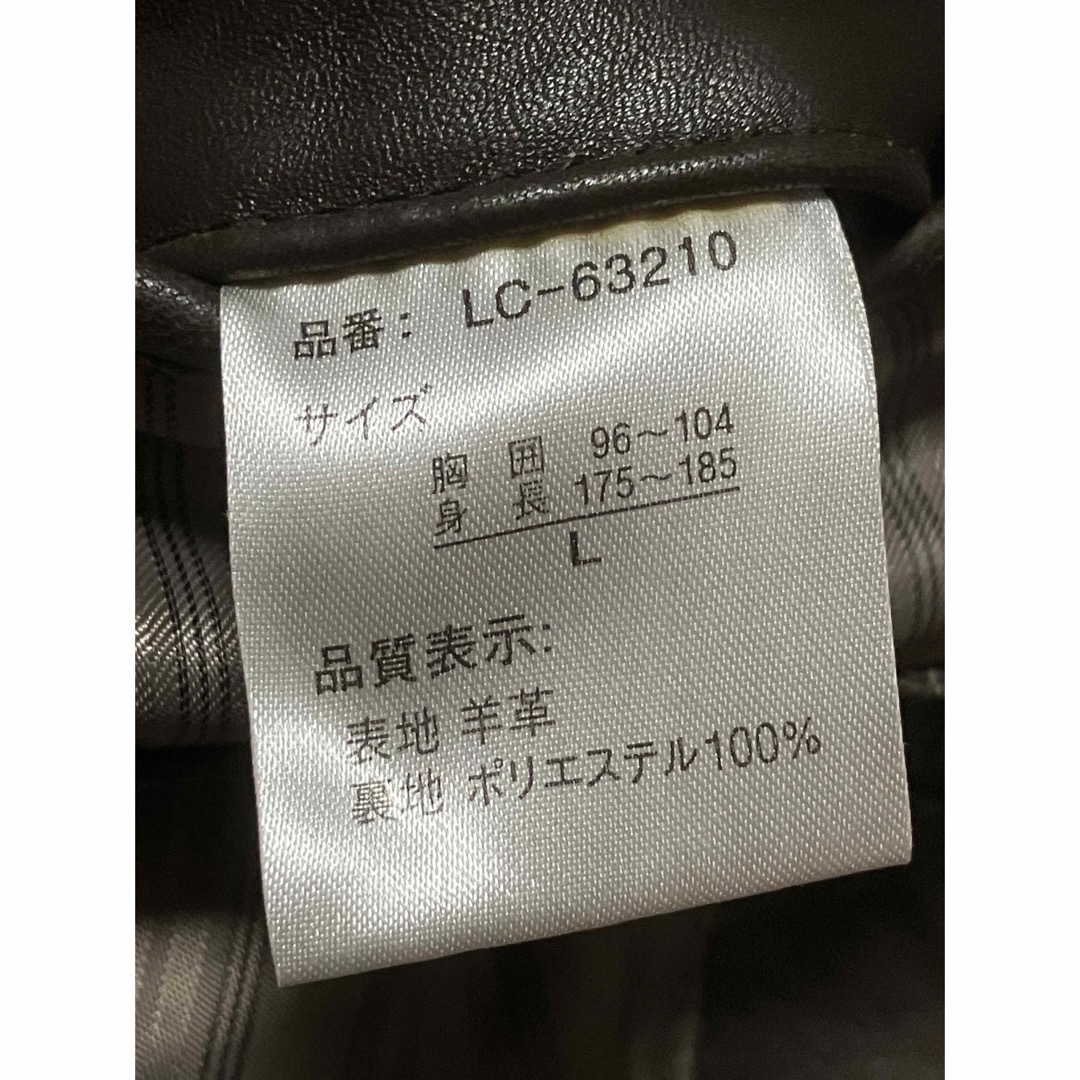 品番: LC-63210
サイズ
胸囲 96〜104
身長 175〜185
L
品質表示:
表地 羊革
裏地 ポリエステル100%